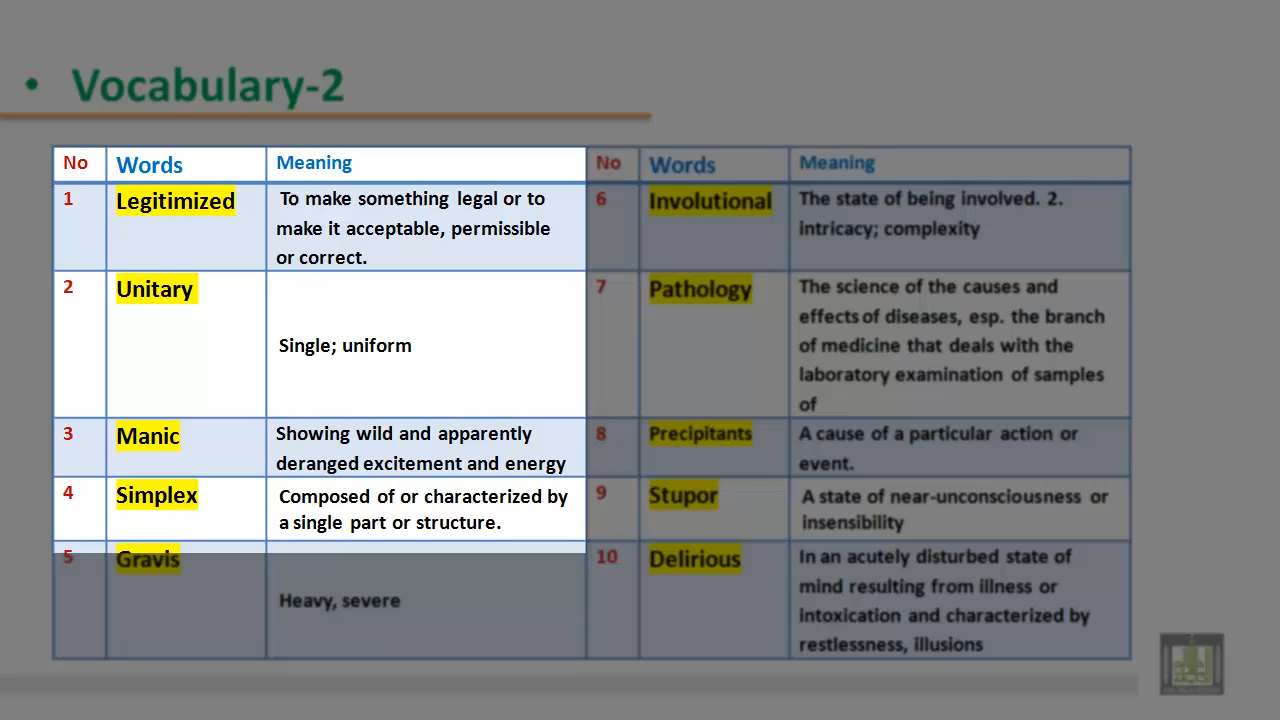 • Vocabulary-2
No Words Meaning
1 Legitimized To make something legal or to
make it acceptable, permissible
or correct.
2 Unitary Single; uniform
3 Manic Showing wild and apparently
deranged excitement and energy
4 Simplex Composed of or characterized by
a single part or structure.
5 Gravis Heavy, severe
No Words Meaning
6 Involutional The state of being involved. 2.
intricacy; complexity
7 Pathology The science of the causes and
effects of diseases, esp. the branch
of medicine that deals with the
laboratory examination of samples
of
8 Precipitants A cause of a particular action or
event.
9 Stupor A state of near-unconsciousness or
insensibility
10 Delirious In an acutely disturbed state of
mind resulting from illness or
intoxication and characterized by
restlessness, illusions